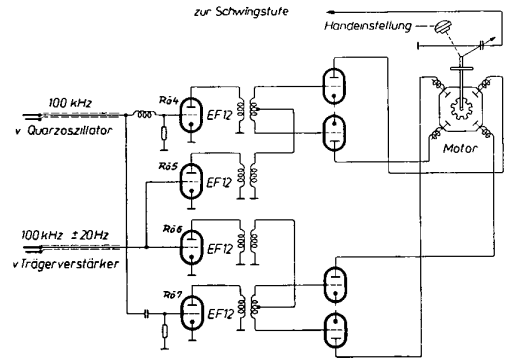 zur Schwingstufe
Handeinstellung
100 kHz
v. Quarzoszillator
Rö4
EF12
Rö5
EF12
Motor
100 kHz ±20Hz
v Trägerverstärker
Rö6
EF12
Rö7
EF12